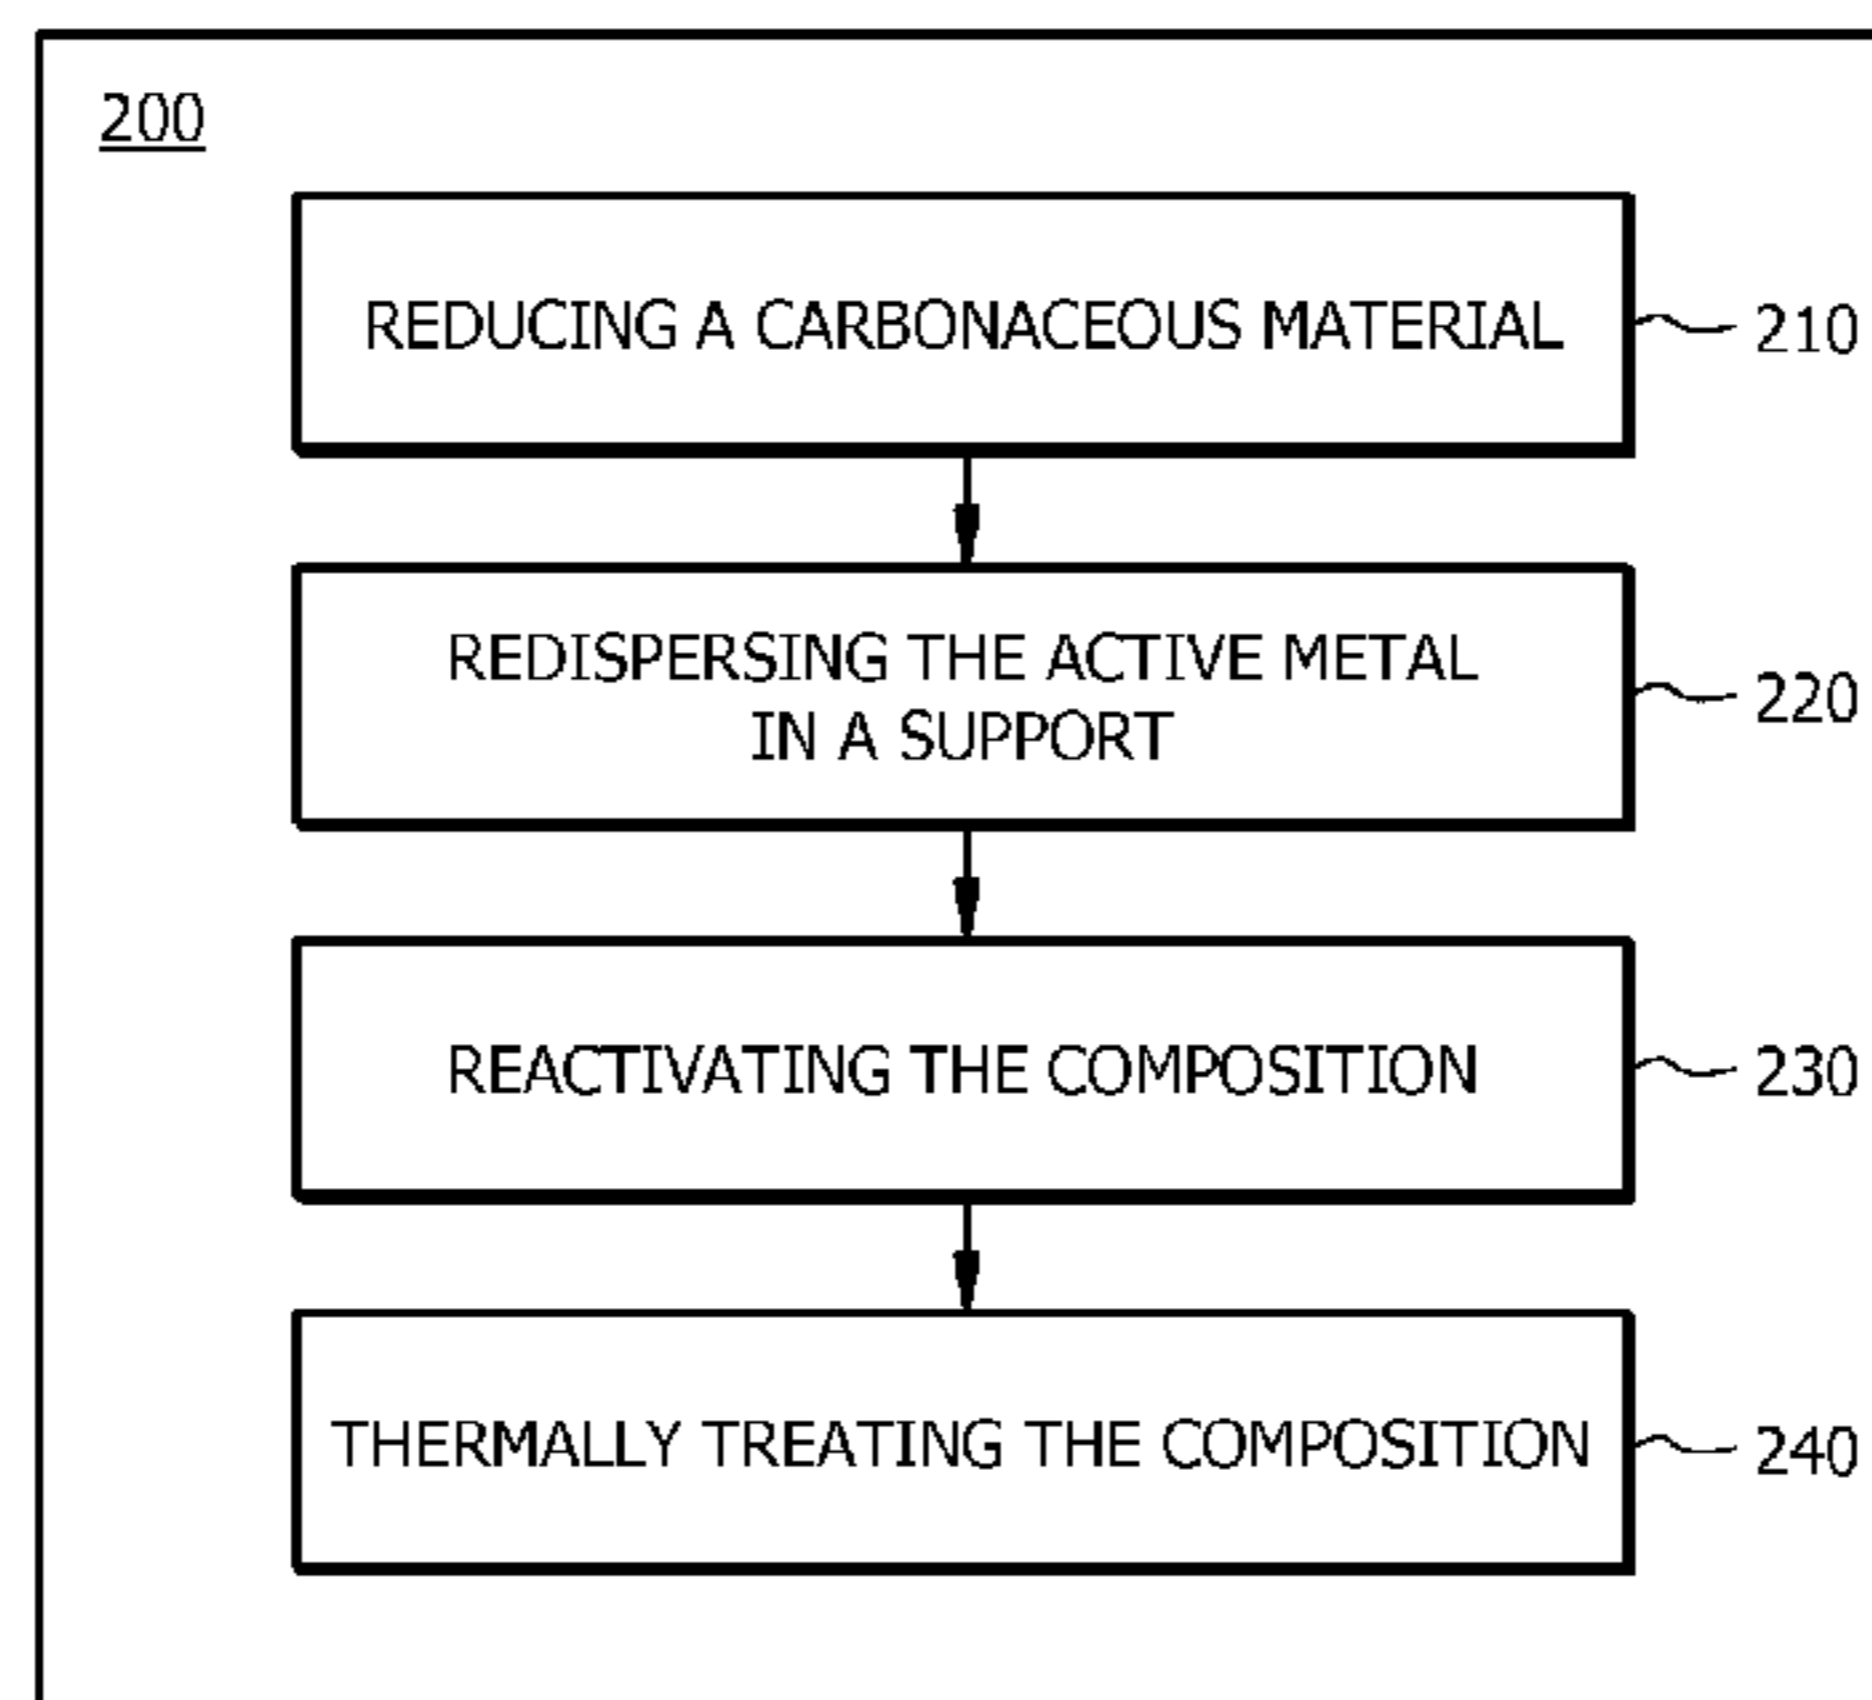 200
REDUCING A CARBONACEOUS MATERIAL
210
REDISPERSING THE ACTIVE METAL
IN A SUPPORT
220
REACTIVATING THE COMPOSITION
230
THERMALLY TREATING THE COMPOSITION
240